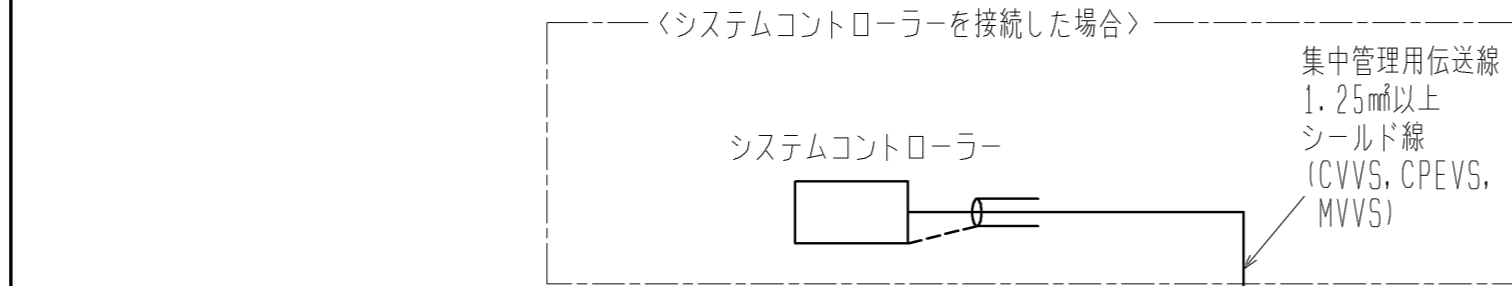 〈システムコントローラーを接続した場合〉
集中管理用伝送線
1.25㎟以上
シールド線
(CVVS,CPEVS,
MVVS)
システムコントローラー